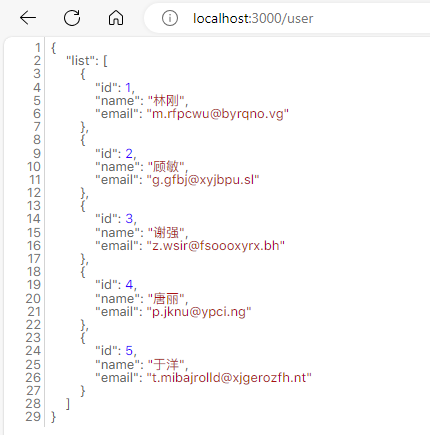 localhost:3000/user
1 {
2 "list": [
3 {
4 "id": 1,
5 "name": "林刚",
6 "email": "m.rfpcwu@byrqno.vg"
7 },
8 {
9 "id": 2,
10 "name": "顾敏",
11 "email": "g.gfbj@xyjbpu.sl"
12 },
13 {
14 "id": 3,
15 "name": "谢强",
16 "email": "z.wsir@fsoooxyrx.bh"
17 },
18 {
19 "id": 4,
20 "name": "唐丽",
21 "email": "p.jknu@ypci.ng"
22 },
23 {
24 "id": 5,
25 "name": "于洋",
26 "email": "t.mibajrolld@xjgerozfh.nt"
27 }
28 ]
29 }